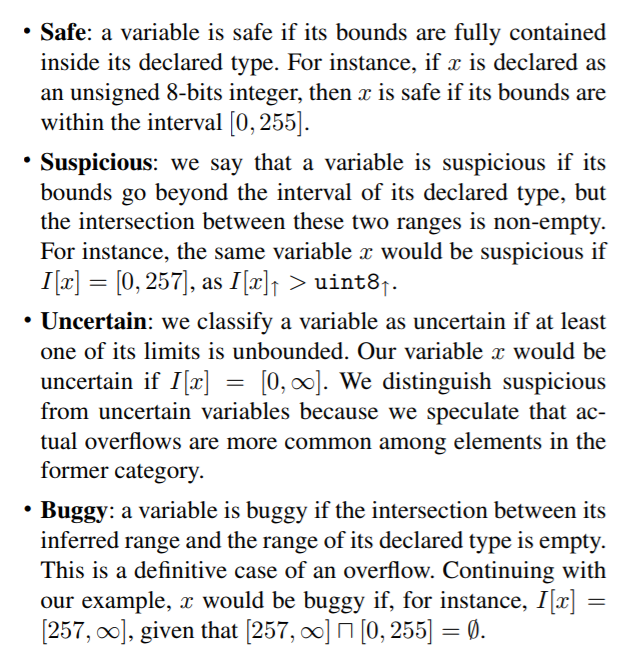 • Safe: a variable is safe if its bounds are fully contained
inside its declared type. For instance, if x is declared as
an unsigned 8-bits integer, then x is safe if its bounds are
within the interval [0, 255].
• Suspicious: we say that a variable is suspicious if its
bounds go beyond the interval of its declared type, but
the intersection between these two ranges is non-empty.
For instance, the same variable x would be suspicious if
I[x] = [0, 257], as I[x]↑ > uint8↑.
• Uncertain: we classify a variable as uncertain if at least
one of its limits is unbounded. Our variable x would be
uncertain if I[x] = [0, ∞]. We distinguish suspicious
from uncertain variables because we speculate that ac-
tual overflows are more common among elements in the
former category.
• Buggy: a variable is buggy if the intersection between its
inferred range and the range of its declared type is empty.
This is a definitive case of an overflow. Continuing with
our example, x would be buggy if, for instance, I[x] =
[257, ∞], given that [257, ∞] ⊓ [0, 255] = ∅.